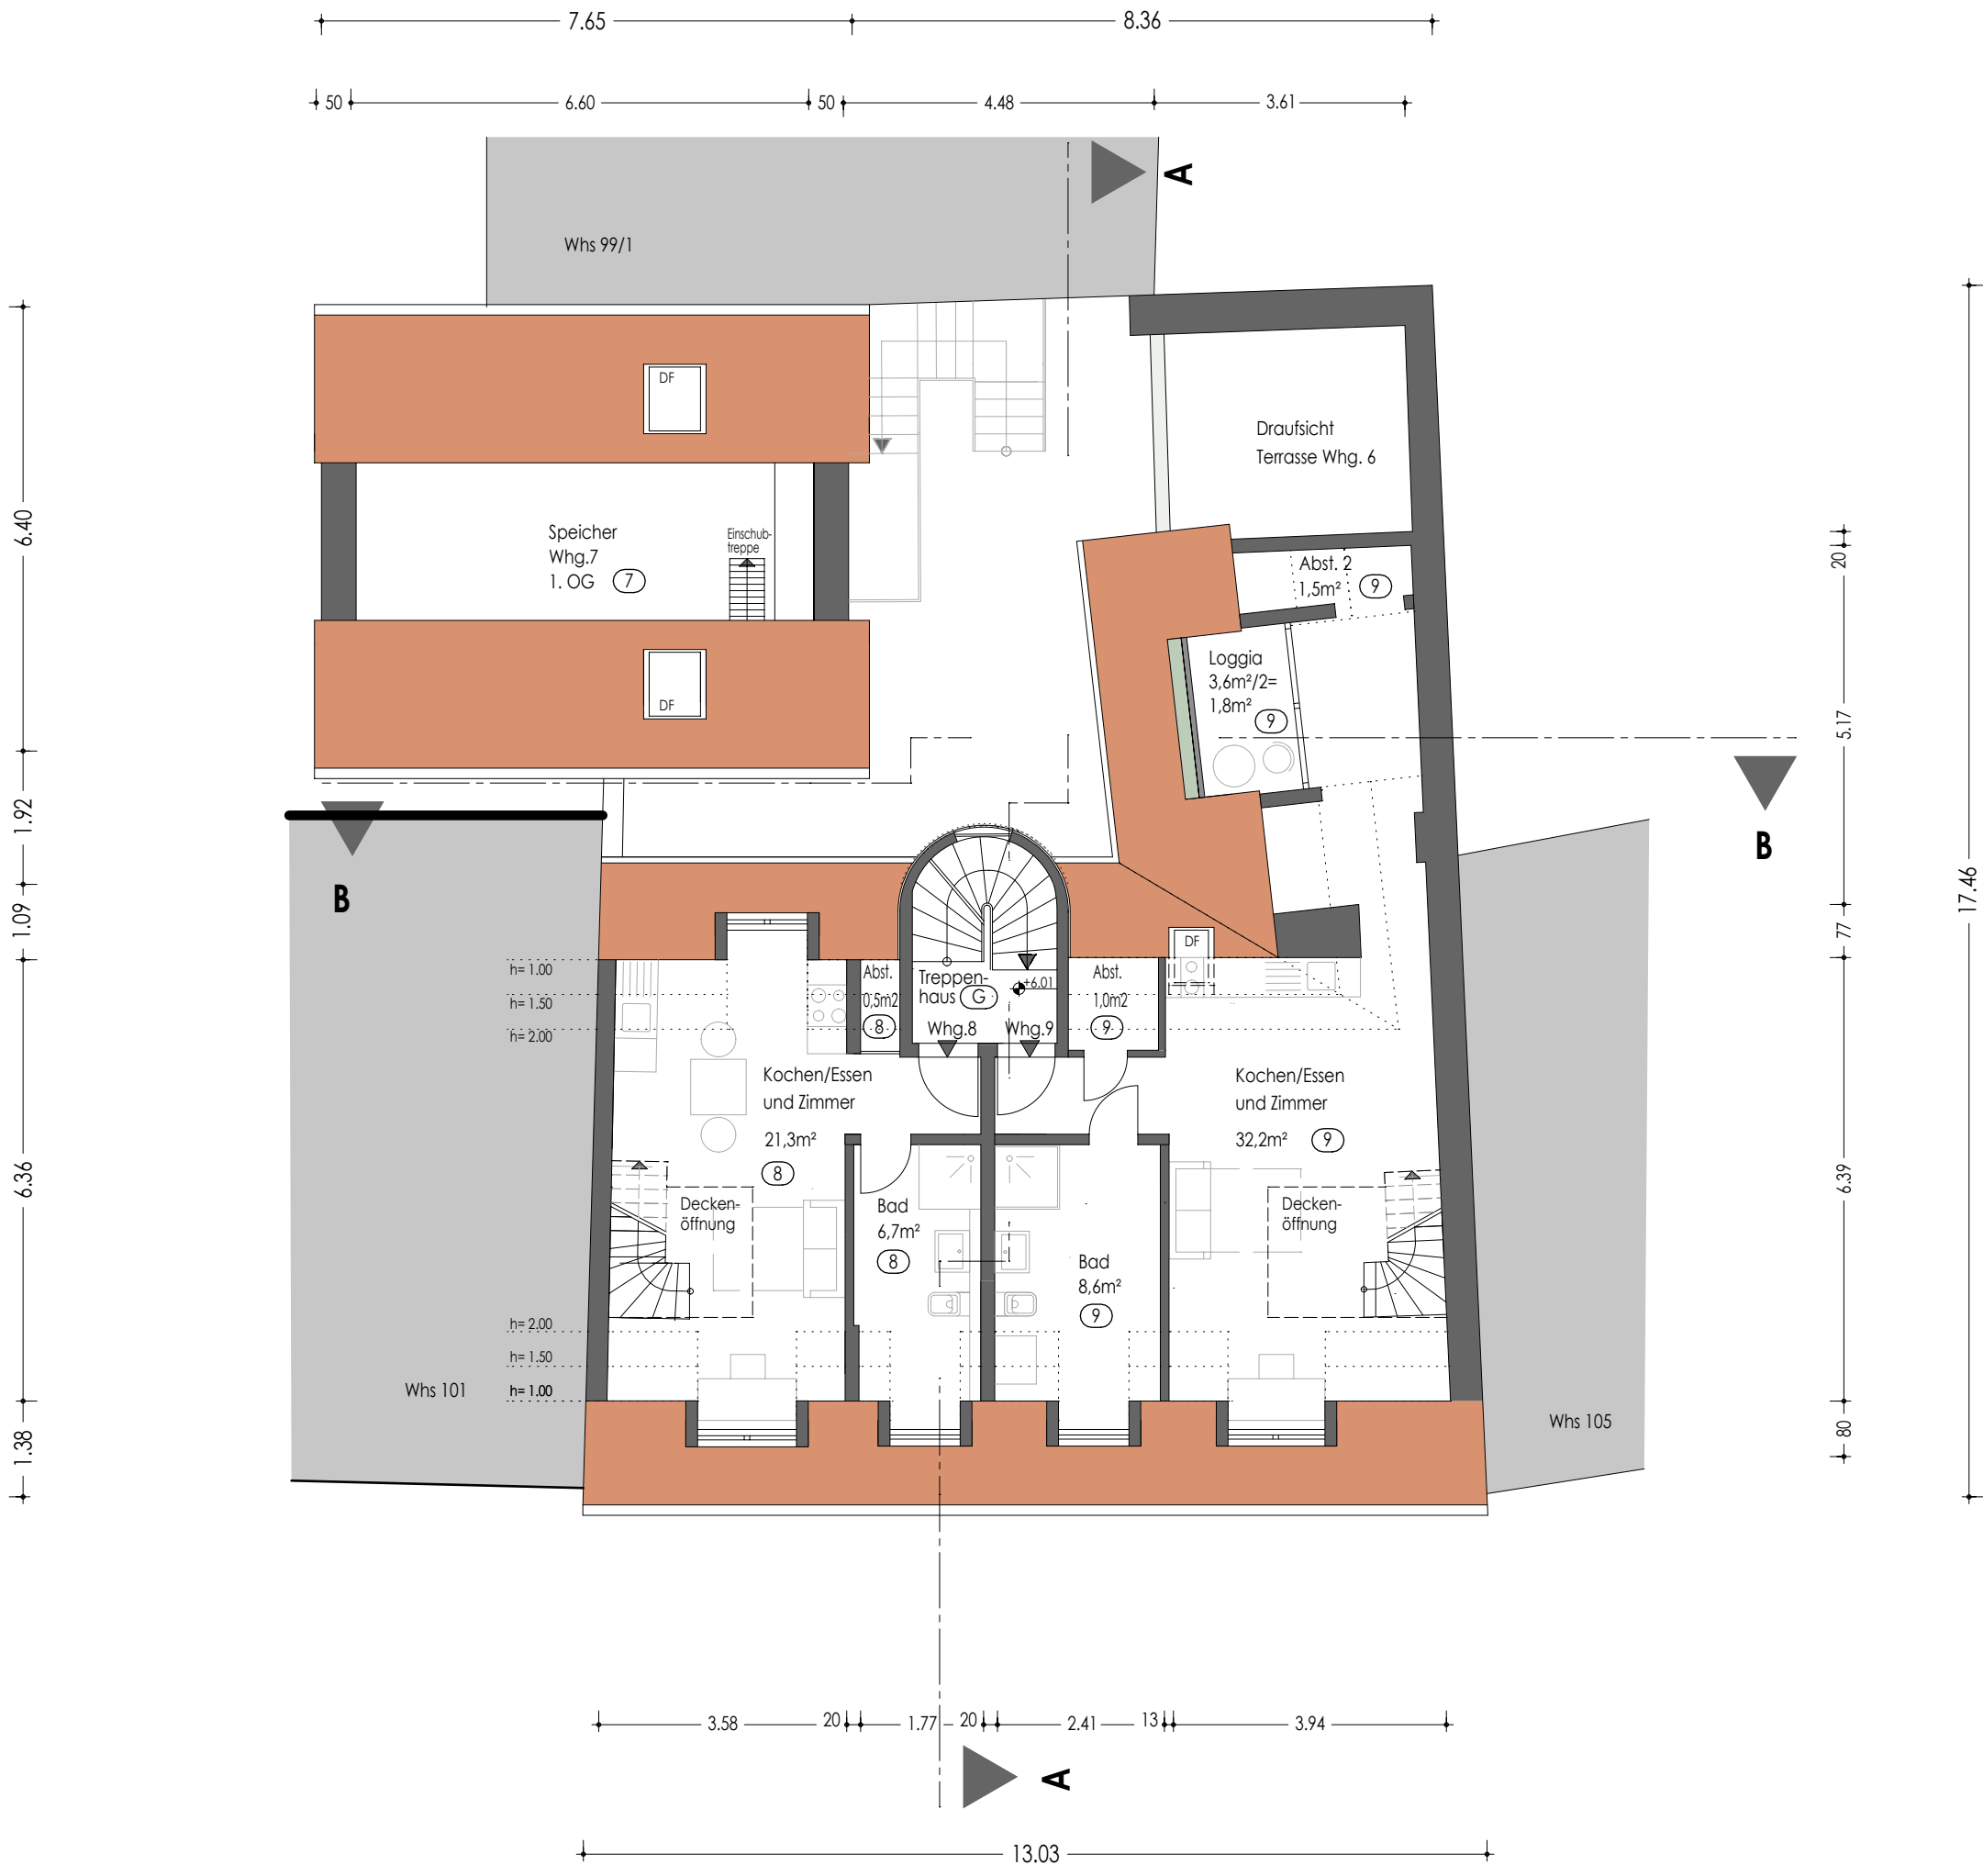 7.65
8.36
50
6.60
50
4.48
3.61
A
Whs 99/1
DF
Draufsicht
Terrasse Whg. 6
Speicher
Whg.7
1. OG 7
Einschub-
treppe
6.40
20
Abst. 2
1,5m²
9
Loggia
3,6m²/2=
1,8m²
9
DF
5.17
1.92
B
B
17.46
1.09
77
DF
h= 1.00
h= 1.50
h= 2.00
Abst.
0,5m2
8
Treppen-
haus G
+6.01
Whg.8
Whg.9
Abst.
1,0m2
9
Kochen/Essen
und Zimmer
21,3m²
8
Kochen/Essen
und Zimmer
32,2m² 9
6.36
6.39
Decken-
öffnung
Bad
6,7m²
8
Bad
8,6m²
9
Decken-
öffnung
h= 2.00
h= 1.50
h= 1.00
Whs 101
Whs 105
1.38
80
3.58
20
1.77
20
2.41
13
3.94
A
13.03